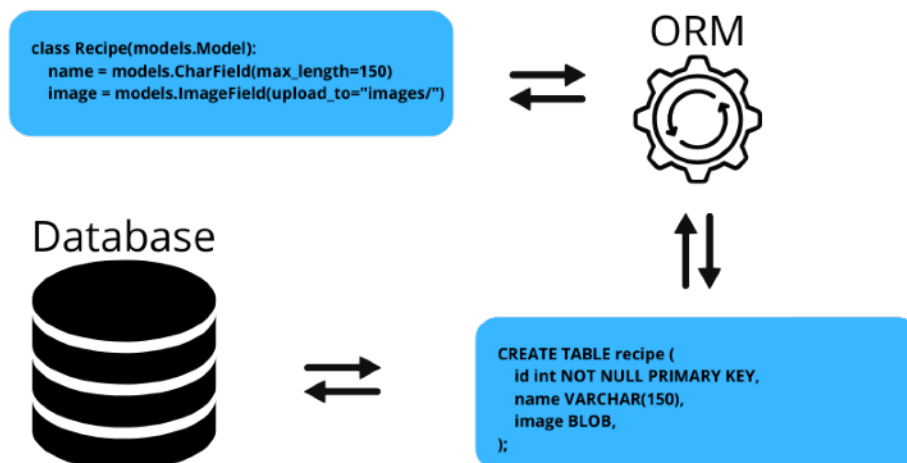 class Recipe(models.Model):
    name = models.CharField(max_length=150)
    image = models.ImageField(upload_to="images/")
ORM
Database
CREATE TABLE recipe (
    id int NOT NULL PRIMARY KEY,
    name VARCHAR(150),
    image BLOB,
);